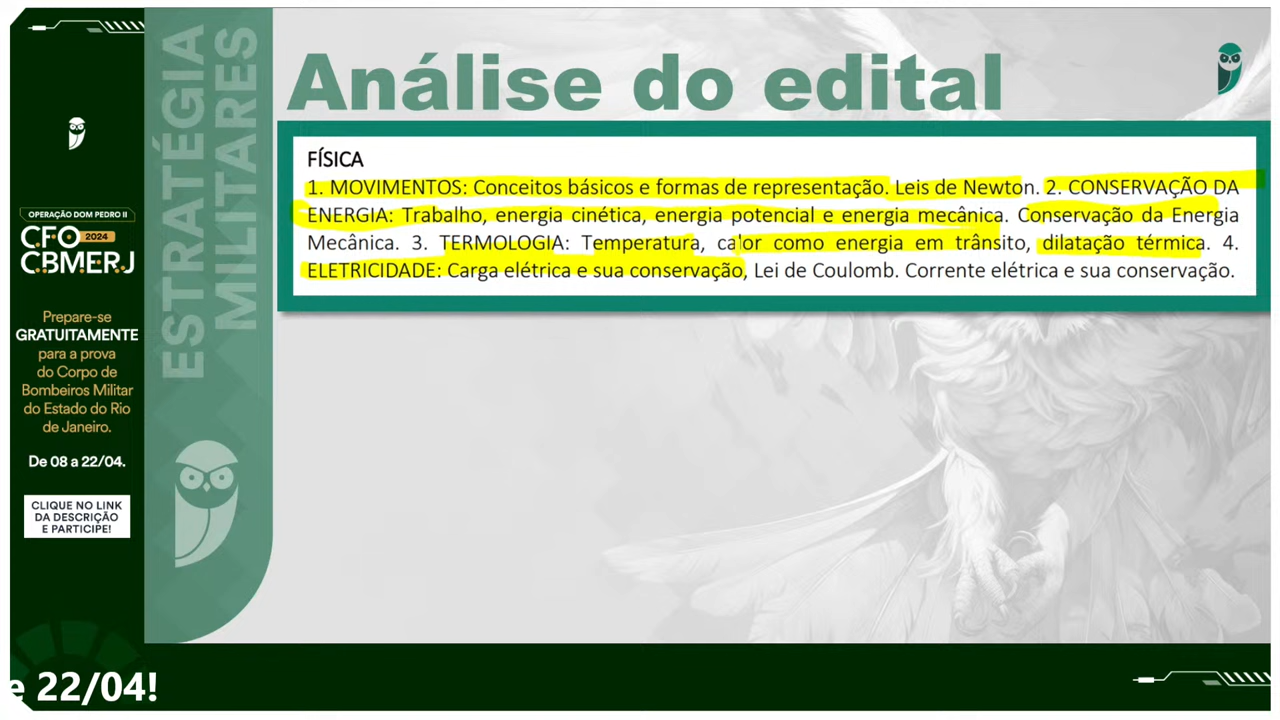 ESTRATÉGIA
MILITARES
Análise do edital
FÍSICA
1. MOVIMENTOS: Conceitos básicos e formas de representação. Leis de Newton. 2. CONSERVAÇÃO DA
ENERGIA: Trabalho, energia cinética, energia potencial e energia mecânica. Conservação da Energia
Mecânica. 3. TERMOLOGIA: Temperatura, calor como energia em trânsito, dilatação térmica. 4.
ELETRICIDADE: Carga elétrica e sua conservação, Lei de Coulomb. Corrente elétrica e sua conservação.
OPERAÇÃO DOM PEDRO II
CFO 2024
CBMERJ
Prepare-se
GRATUITAMENTE
para a prova
do Corpo de
Bombeiros Militar
do Estado do Rio
de Janeiro.
De 08 a 22/04.
CLIQUE NO LINK
DA DESCRIÇÃO
E PARTICIPE!
e 22/04!